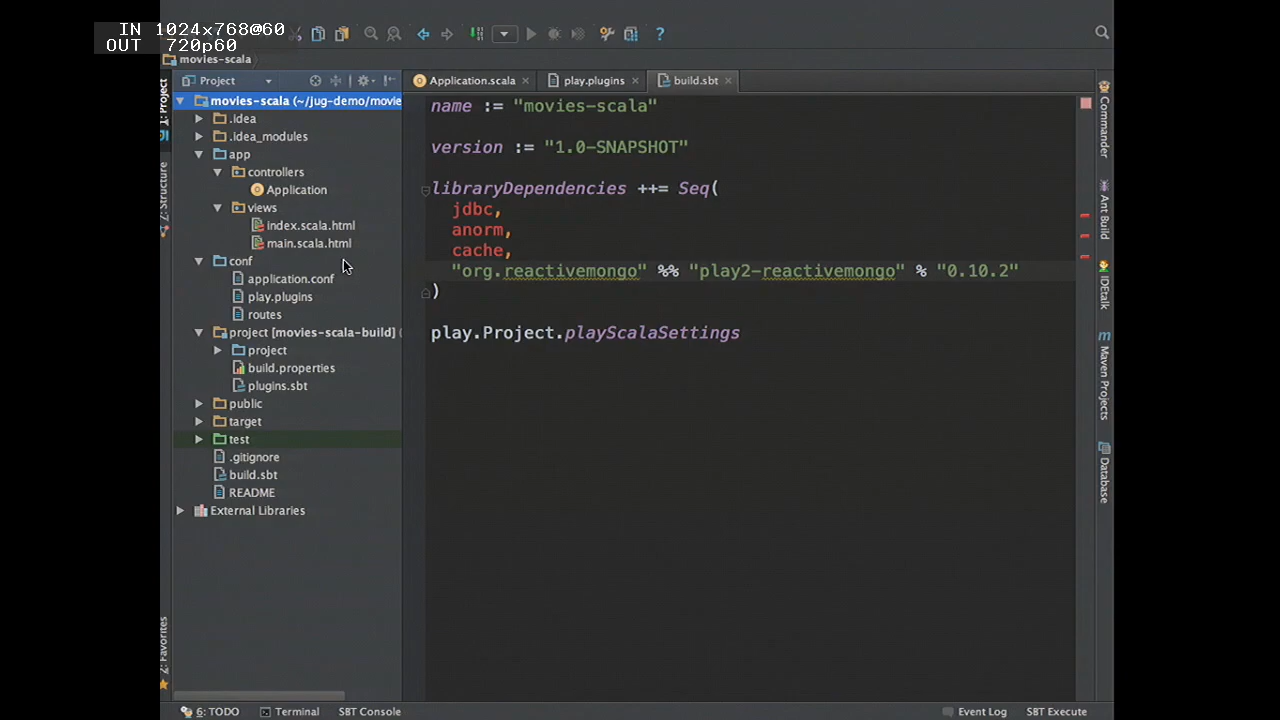 IN 1024x768@60
OUT 720p60
movies-scala
Project
Application.scala
play.plugins
build.sbt
1: Project
Z: Structure
2: Favorites
movies-scala (~/jug-demo/movie
.idea
.idea_modules
app
controllers
Application
views
index.scala.html
main.scala.html
conf
application.conf
play.plugins
routes
project [movies-scala-build] (
project
build.properties
plugins.sbt
public
target
test
.gitignore
build.sbt
README
External Libraries
name := "movies-scala"
version := "1.0-SNAPSHOT"
libraryDependencies ++= Seq(
jdbc,
anorm,
cache,
"org.reactivemongo" %% "play2-reactivemongo" % "0.10.2"
)
play.Project.playScalaSettings
Commander
Ant Build
IDEtalk
Maven Projects
Database
6: TODO
Terminal
SBT Console
Event Log
SBT Execute